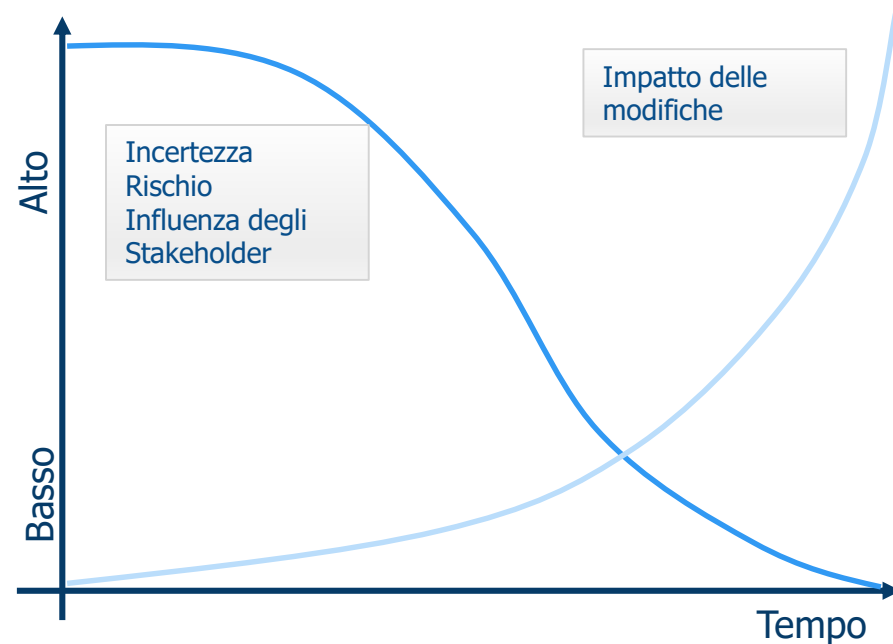 Impatto delle
modifiche
Incertezza
Rischio
Influenza degli
Stakeholder
Alto
Basso
Tempo